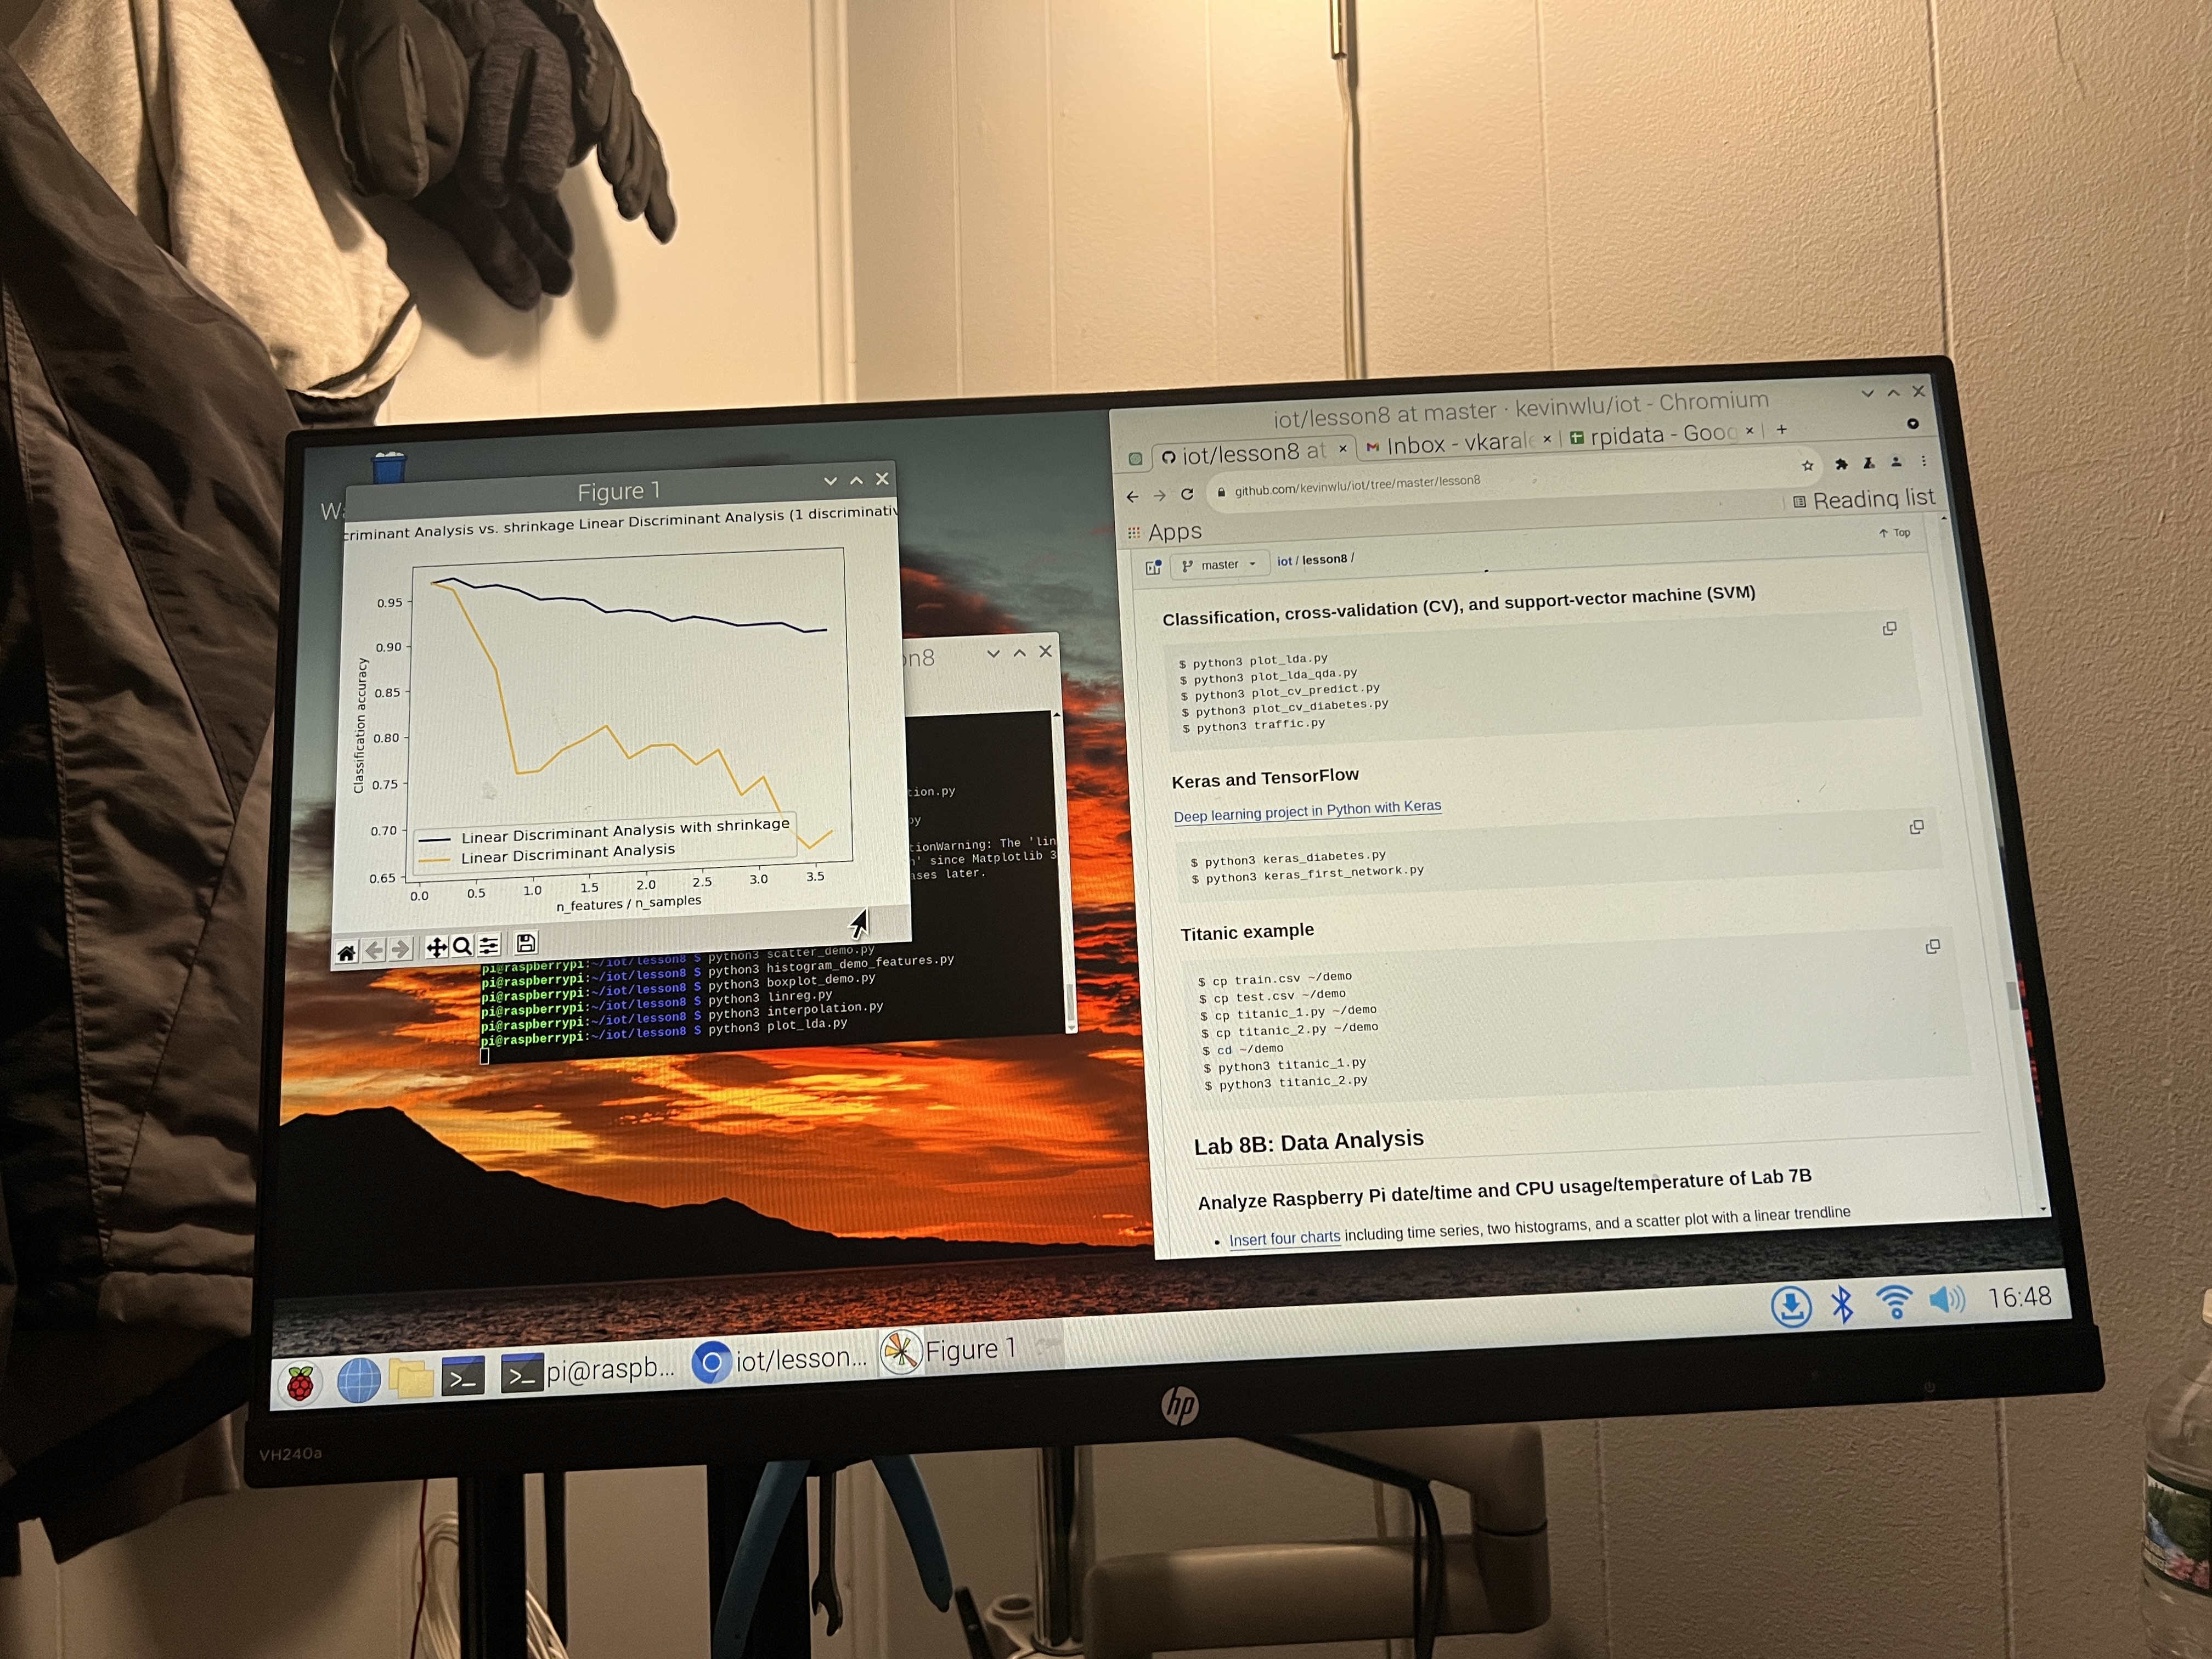 Wa
Figure 1
criminant Analysis vs. shrinkage Linear Discriminant Analysis (1 discriminativ
0.95
0.90
0.85
0.80
0.75
0.70
0.65
Classification accuracy
Linear Discriminant Analysis with shrinkage
Linear Discriminant Analysis
0.0 0.5 1.0 1.5 2.0 2.5 3.0 3.5
n_features / n_samples
on8
tion.py
py
tionWarning: The 'lin
n' since Matplotlib 3
ases later.
pi@raspberrypi:~/iot/lesson8 $ python3 scatter_demo.py
pi@raspberrypi:~/iot/lesson8 $ python3 histogram_demo_features.py
pi@raspberrypi:~/iot/lesson8 $ python3 boxplot_demo.py
pi@raspberrypi:~/iot/lesson8 $ python3 linreg.py
pi@raspberrypi:~/iot/lesson8 $ python3 interpolation.py
pi@raspberrypi:~/iot/lesson8 $ python3 plot_lda.py
iot/lesson8 at master · kevinwlu/iot - Chromium
iot/lesson8 at × Inbox - vkarale × rpidata - Goog × +
github.com/kevinwlu/iot/tree/master/lesson8
Reading list
Apps
master iot / lesson8 / Top
Classification, cross-validation (CV), and support-vector machine (SVM)
$ python3 plot_lda.py
$ python3 plot_lda_qda.py
$ python3 plot_cv_predict.py
$ python3 plot_cv_diabetes.py
$ python3 traffic.py
Keras and TensorFlow
Deep learning project in Python with Keras
$ python3 keras_diabetes.py
$ python3 keras_first_network.py
Titanic example
$ cp train.csv ~/demo
$ cp test.csv ~/demo
$ cp titanic_1.py ~/demo
$ cp titanic_2.py ~/demo
$ cd ~/demo
$ python3 titanic_1.py
$ python3 titanic_2.py
Lab 8B: Data Analysis
Analyze Raspberry Pi date/time and CPU usage/temperature of Lab 7B
• Insert four charts including time series, two histograms, and a scatter plot with a linear trendline
pi@raspb... iot/lesson... Figure 1 16:48
hp
VH240a